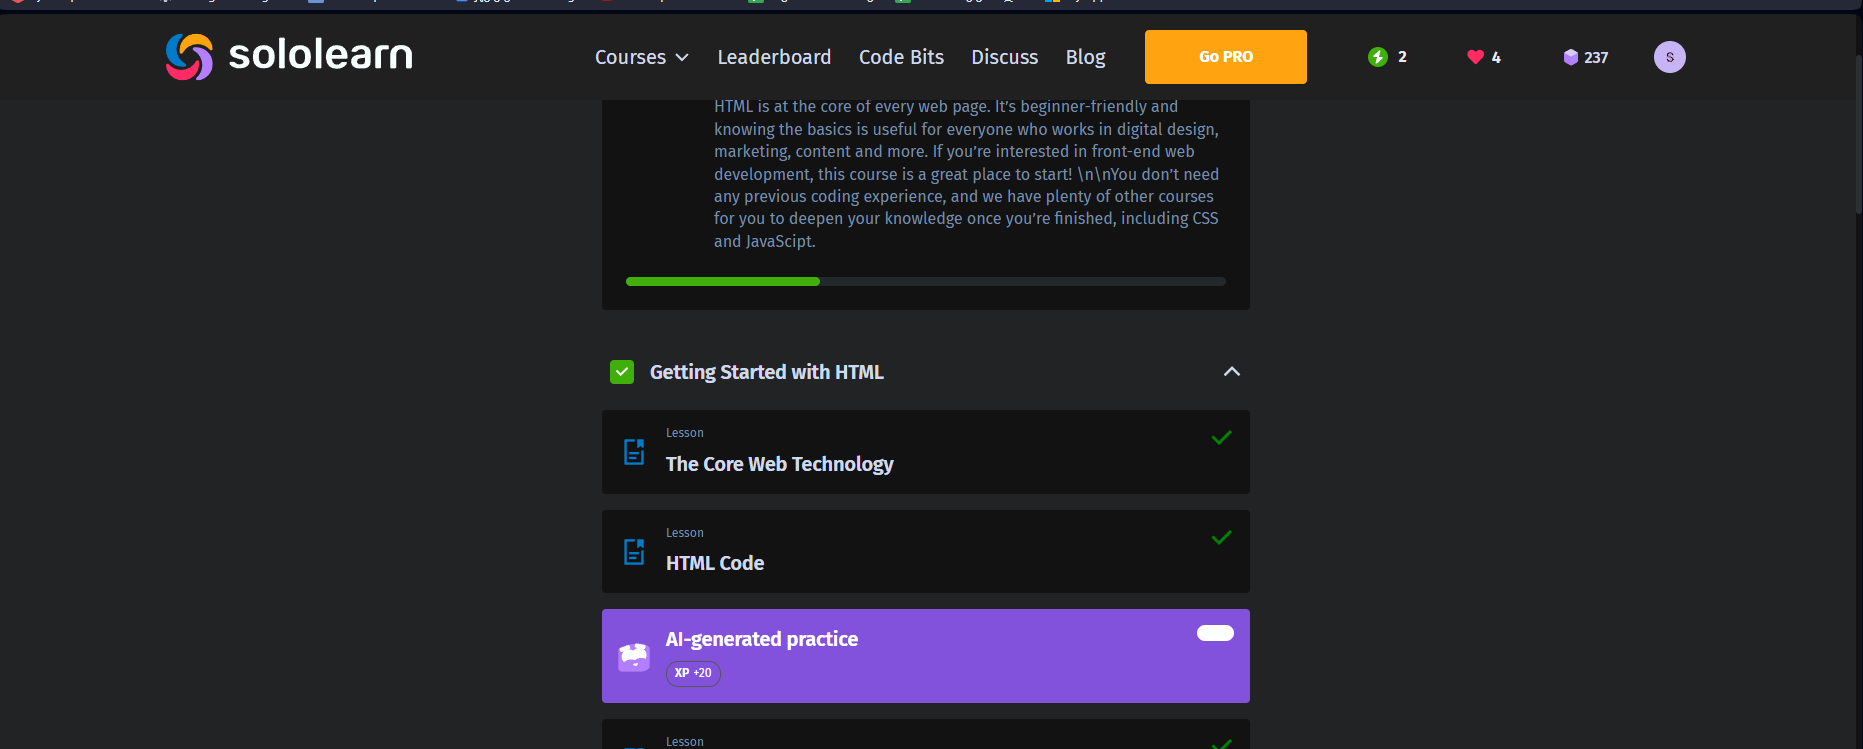 sololearn
Courses
Leaderboard
Code Bits
Discuss
Blog
Go PRO
2
4
237
S
HTML is at the core of every web page. It’s beginner-friendly and
knowing the basics is useful for everyone who works in digital design,
marketing, content and more. If you’re interested in front-end web
development, this course is a great place to start! \n\nYou don’t need
any previous coding experience, and we have plenty of other courses
for you to deepen your knowledge once you’re finished, including CSS
and JavaScipt.
Getting Started with HTML
Lesson
The Core Web Technology
Lesson
HTML Code
AI-generated practice
XP +20
Lesson